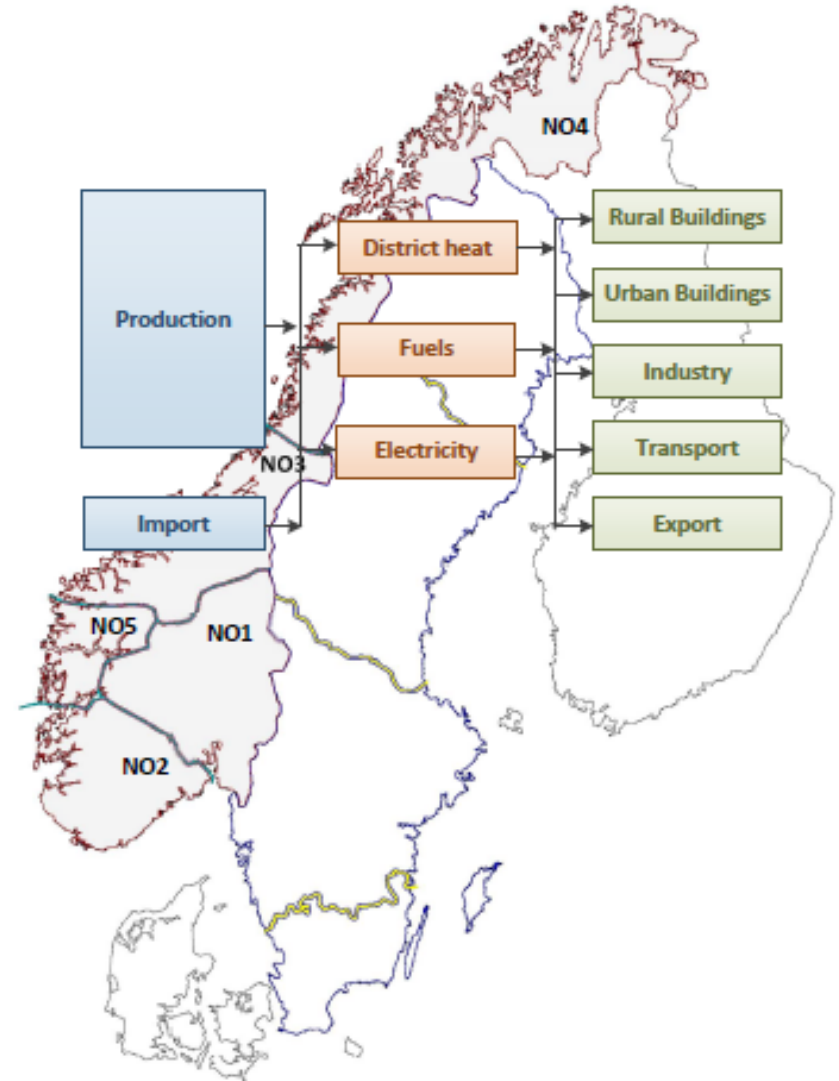 NO4
Rural Buildings
District heat
Urban Buildings
Production
Fuels
Industry
Electricity
Transport
NO3
Import
Export
NO5
NO1
NO2